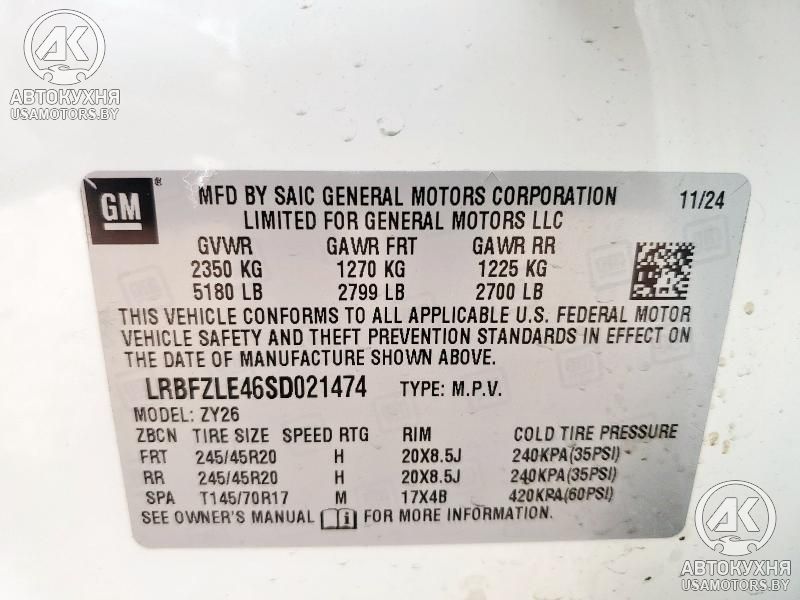 AK
АВТОКУХНЯ
USAMOTORS.BY
GM ®
MFD BY SAIC GENERAL MOTORS CORPORATION 11/24
LIMITED FOR GENERAL MOTORS LLC
GVWR GAWR FRT GAWR RR
2350 KG 1270 KG 1225 KG
5180 LB 2799 LB 2700 LB
THIS VEHICLE CONFORMS TO ALL APPLICABLE U.S. FEDERAL MOTOR
VEHICLE SAFETY AND THEFT PREVENTION STANDARDS IN EFFECT ON
THE DATE OF MANUFACTURE SHOWN ABOVE.
LRBFZLE46SD021474 TYPE: M.P.V.
MODEL: ZY26
ZBCN TIRE SIZE SPEED RTG RIM COLD TIRE PRESSURE
FRT 245/45R20 H 20X8.5J 240KPA(35PSI)
RR 245/45R20 H 20X8.5J 240KPA(35PSI)
SPA T145/70R17 M 17X4B 420KPA(60PSI)
SEE OWNER'S MANUAL i FOR MORE INFORMATION.
AK
АВТОКУХНЯ
USAMOTORS.BY